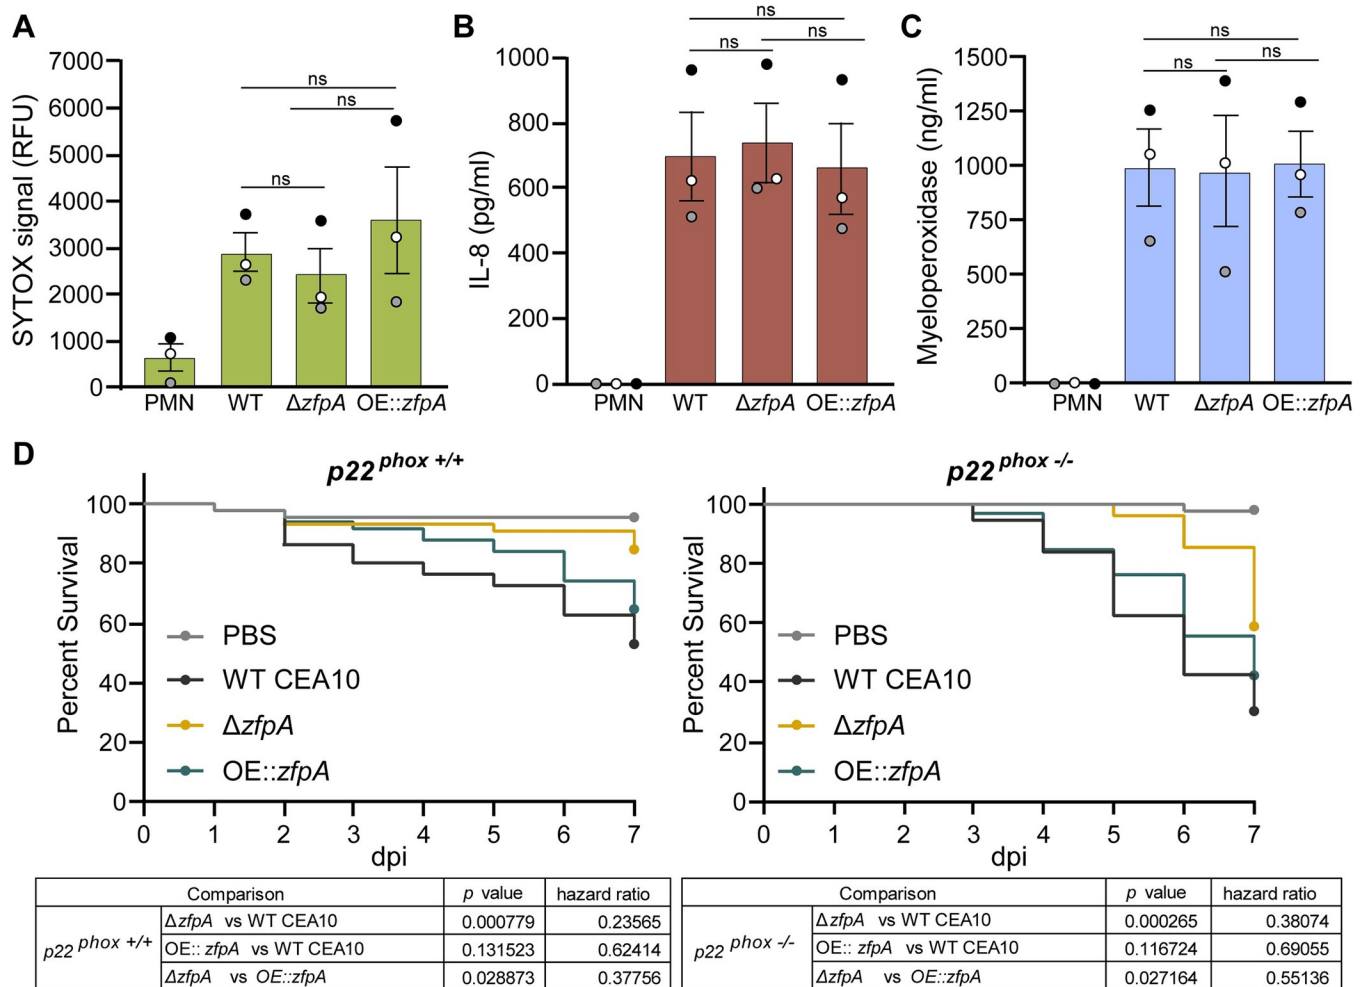 A
SYTOX signal (RFU)
7000
6000
5000
4000
3000
2000
1000
0
ns
ns
ns
PMN WT ΔzfpA OE::zfpA
B
IL-8 (pg/ml)
1000
800
600
400
200
0
ns
ns
ns
PMN WT ΔzfpA OE::zfpA
C
Myeloperoxidase (ng/ml)
1500
1250
1000
750
500
250
0
ns
ns
ns
PMN WT ΔzfpA OE::zfpA
D
p22 phox +/+
Percent Survival
100
80
60
40
20
0
PBS
WT CEA10
ΔzfpA
OE::zfpA
0 1 2 3 4 5 6 7
dpi
p22 phox -/-
Percent Survival
100
80
60
40
20
0
PBS
WT CEA10
ΔzfpA
OE::zfpA
0 1 2 3 4 5 6 7
dpi
Comparison p value hazard ratio
p22 phox +/+
ΔzfpA vs WT CEA10 0.000779 0.23565
OE:: zfpA vs WT CEA10 0.131523 0.62414
ΔzfpA vs OE::zfpA 0.028873 0.37756
Comparison p value hazard ratio
p22 phox -/-
ΔzfpA vs WT CEA10 0.000265 0.38074
OE:: zfpA vs WT CEA10 0.116724 0.69055
ΔzfpA vs OE::zfpA 0.027164 0.55136